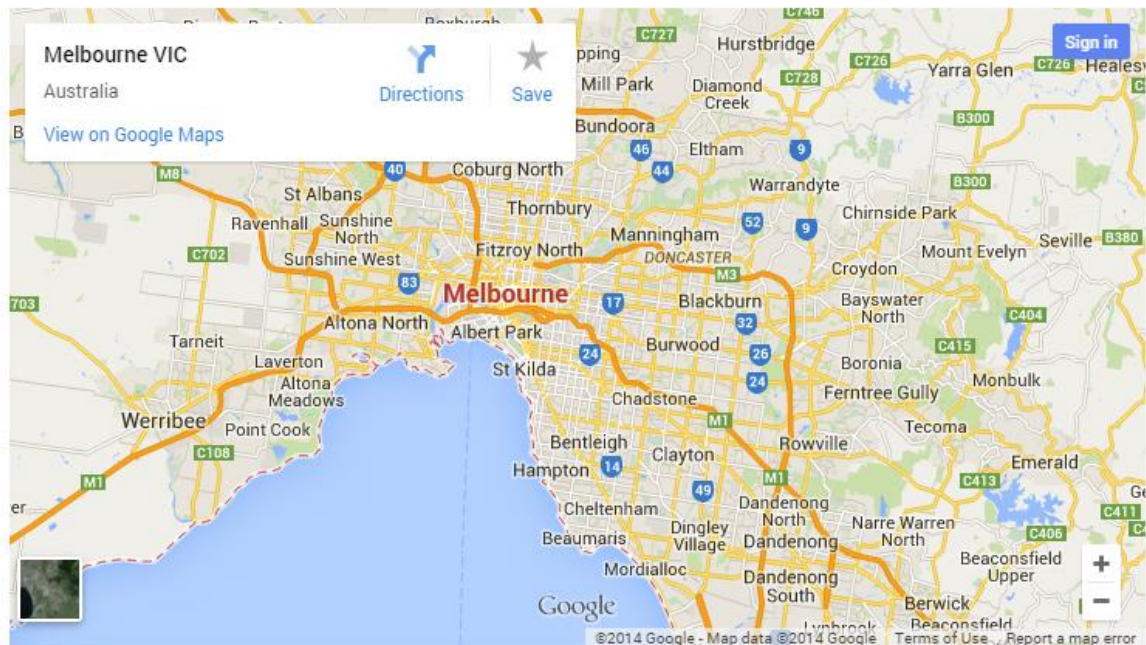 Melbourne VIC
Australia
Directions
Save
View on Google Maps
Sign in
Roxburgh
C746
C727
Hurstbridge
C726
Yarra Glen
C726
pping
Mill Park
Diamond
Creek
C728
B300
B
Bundoora
46
44
Eltham
9
M8
40
Coburg North
St Albans
Warrandyte
B300
Ravenhall
Sunshine
North
Thornbury
52
9
Chirnside Park
Manningham
Fitzroy North
DONCASTER
Mount Evelyn
Seville
B380
C702
Sunshine West
M3
Croydon
83
Melbourne
17
Blackburn
Bayswater
North
703
C404
Altona North
Albert Park
32
Tarneit
24
Burwood
26
C415
Laverton
St Kilda
24
Boronia
Monbulk
Altona
Meadows
Chadstone
Ferntree Gully
Werribee
Point Cook
M1
Tecoma
C108
Bentleigh
Clayton
Rowville
Emerald
Hampton
14
M1
M1
49
C413
er
Cheltenham
Dandenong
North
C411
Beaumaris
Dingley
Village
Dandenong
Narre Warren
North
C406
Mordialloc
Beaconsfield
Upper
Dandenong
South
+
−
Google
Berwick
Lynbrook
Beaconsfield
©2014 Google - Map data ©2014 Google
Terms of Use
Report a map error